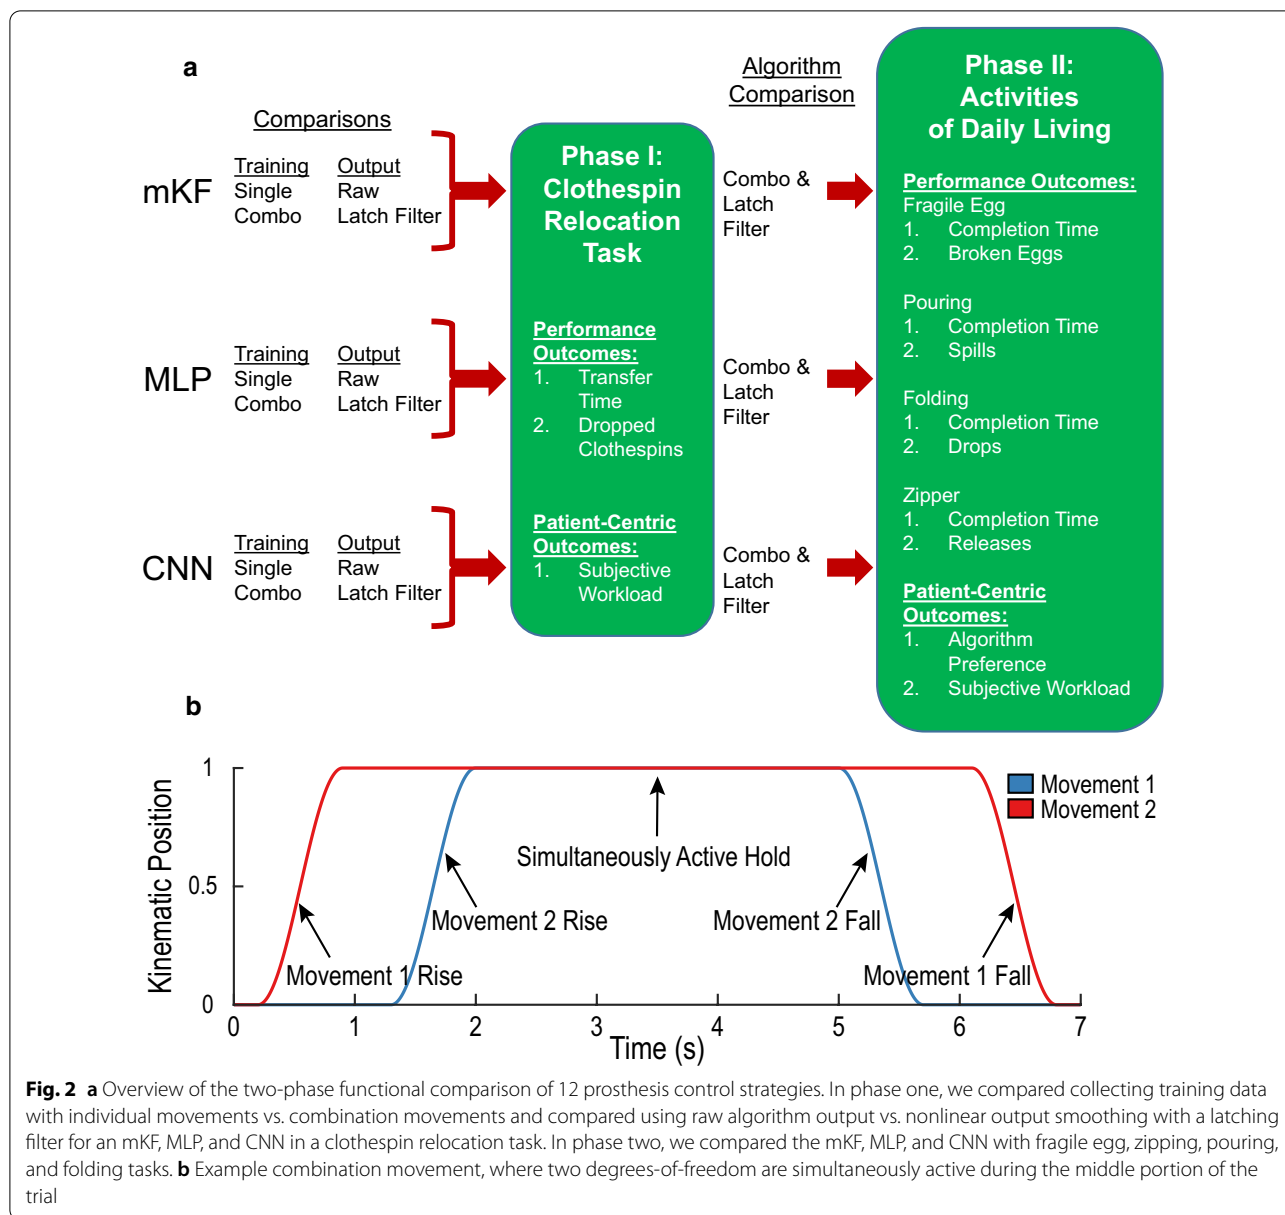 a
Comparisons
mKF
Training Output
Single Raw
Combo Latch Filter
MLP
Training Output
Single Raw
Combo Latch Filter
CNN
Training Output
Single Raw
Combo Latch Filter
Phase I:
Clothespin
Relocation
Task
Performance
Outcomes:
1. Transfer
Time
2. Dropped
Clothespins
Patient-Centric
Outcomes:
1. Subjective
Workload
Algorithm
Comparison
Combo &
Latch
Filter
Combo &
Latch
Filter
Combo &
Latch
Filter
Phase II:
Activities
of Daily Living
Performance Outcomes:
Fragile Egg
1. Completion Time
2. Broken Eggs
Pouring
1. Completion Time
2. Spills
Folding
1. Completion Time
2. Drops
Zipper
1. Completion Time
2. Releases
Patient-Centric
Outcomes:
1. Algorithm
Preference
2. Subjective Workload
b
Kinematic Position
1
0.5
0
Movement 1
Movement 2
Simultaneously Active Hold
Movement 2 Rise
Movement 2 Fall
Movement 1 Rise
Movement 1 Fall
0 1 2 3 4 5 6 7
Time (s)
Fig. 2 a Overview of the two-phase functional comparison of 12 prosthesis control strategies. In phase one, we compared collecting training data
with individual movements vs. combination movements and compared using raw algorithm output vs. nonlinear output smoothing with a latching
filter for an mKF, MLP, and CNN in a clothespin relocation task. In phase two, we compared the mKF, MLP, and CNN with fragile egg, zipping, pouring,
and folding tasks. b Example combination movement, where two degrees-of-freedom are simultaneously active during the middle portion of the
trial